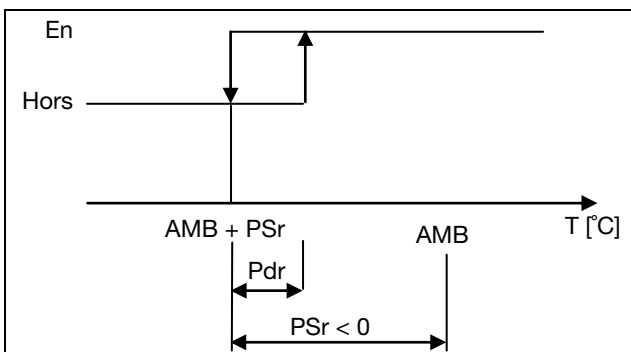 En
Hors
AMB + PSr
AMB
T [°C]
Pdr
PSr < 0